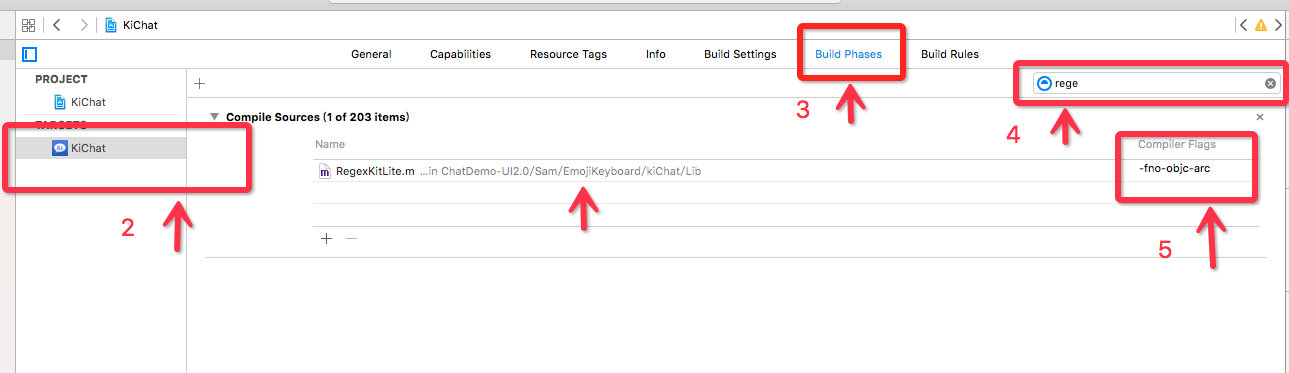 KiChat
General Capabilities Resource Tags Info Build Settings Build Phases Build Rules
PROJECT
KiChat
rege
3
4
Compile Sources (1 of 203 items)
KiChat
Name Compiler Flags
RegexKitLite.m ...in ChatDemo-UI2.0/Sam/EmojiKeyboard/kiChat/Lib -fno-objc-arc
2
5